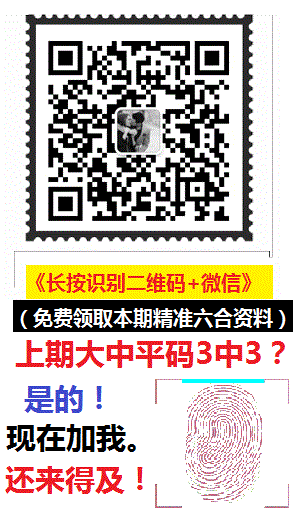 《长按识别二维码+微信》
（免费领取本期精准六合资料）
上期大中平码3中3？
是的！
现在加我。
还来得及！